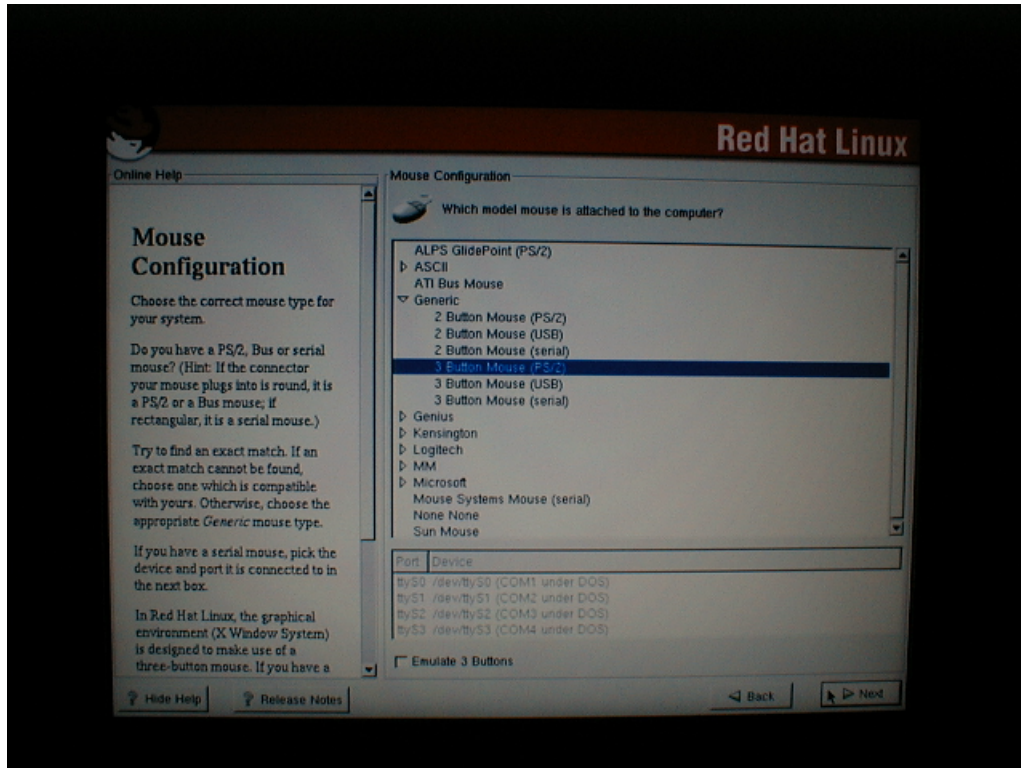 Red Hat Linux
Online Help
Mouse
Configuration
Choose the correct mouse type for
your system.
Do you have a PS/2, Bus or serial
mouse? (Hint: If the connector
your mouse plugs into is round, it is
a PS/2 or a Bus mouse; if
rectangular, it is a serial mouse.)
Try to find an exact match. If an
exact match cannot be found,
choose one which is compatible
with yours. Otherwise, choose the
appropriate Generic mouse type.
If you have a serial mouse, pick the
device and port it is connected to in
the next box.
In Red Hat Linux, the graphical
environment (X Window System)
is designed to make use of a
three-button mouse. If you have a
Mouse Configuration
Which model mouse is attached to the computer?
ALPS GlidePoint (PS/2)
ASCII
ATI Bus Mouse
Generic
2 Button Mouse (PS/2)
2 Button Mouse (USB)
2 Button Mouse (serial)
3 Button Mouse (PS/2)
3 Button Mouse (USB)
3 Button Mouse (serial)
Genius
Kensington
Logitech
MM
Microsoft
Mouse Systems Mouse (serial)
None None
Sun Mouse
Port Device
ttyS0 /dev/ttyS0 (COM1 under DOS)
ttyS1 /dev/ttyS1 (COM2 under DOS)
ttyS2 /dev/ttyS2 (COM3 under DOS)
ttyS3 /dev/ttyS3 (COM4 under DOS)
Emulate 3 Buttons
? Hide Help
? Release Notes
Back
Next